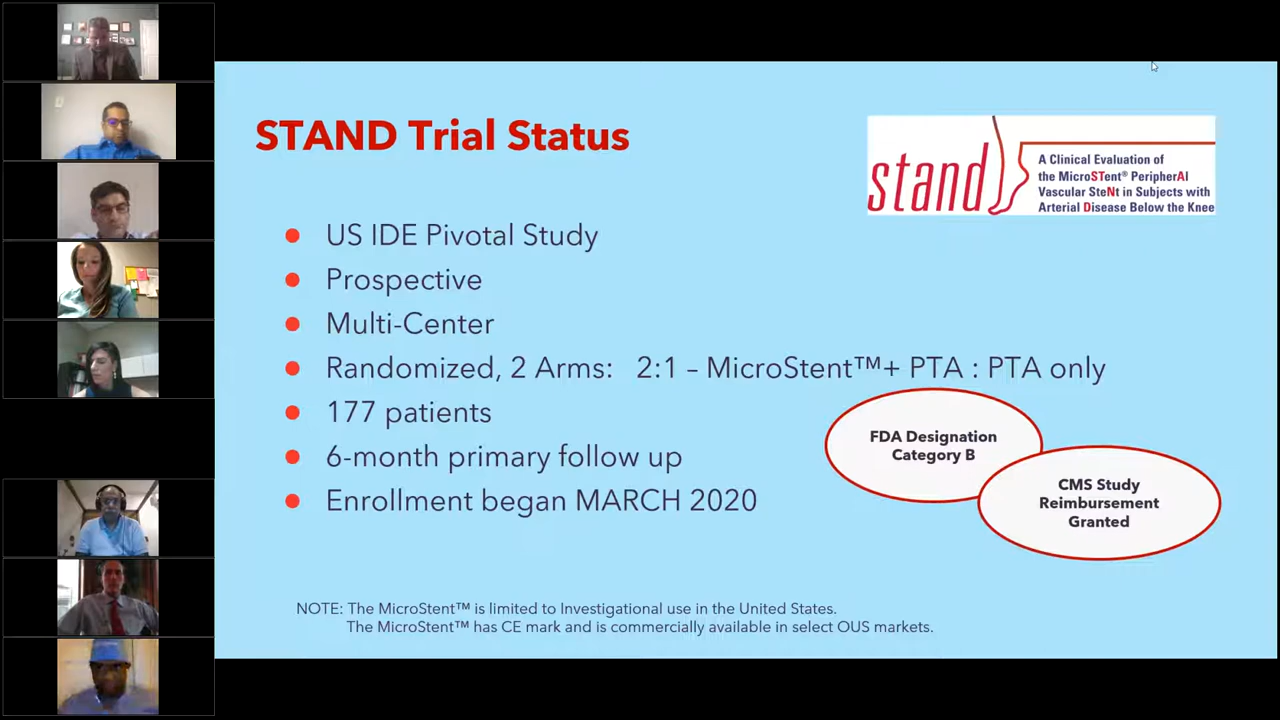 STAND Trial Status
stand
A Clinical Evaluation of
the MicroSTent® PeripherAl
Vascular SteNt in Subjects with
Arterial Disease Below the Knee
● US IDE Pivotal Study
● Prospective
● Multi-Center
● Randomized, 2 Arms: 2:1 – MicroStent™+ PTA : PTA only
● 177 patients
● 6-month primary follow up
● Enrollment began MARCH 2020
FDA Designation
Category B
CMS Study
Reimbursement
Granted
NOTE: The MicroStent™ is limited to Investigational use in the United States.
The MicroStent™ has CE mark and is commercially available in select OUS markets.